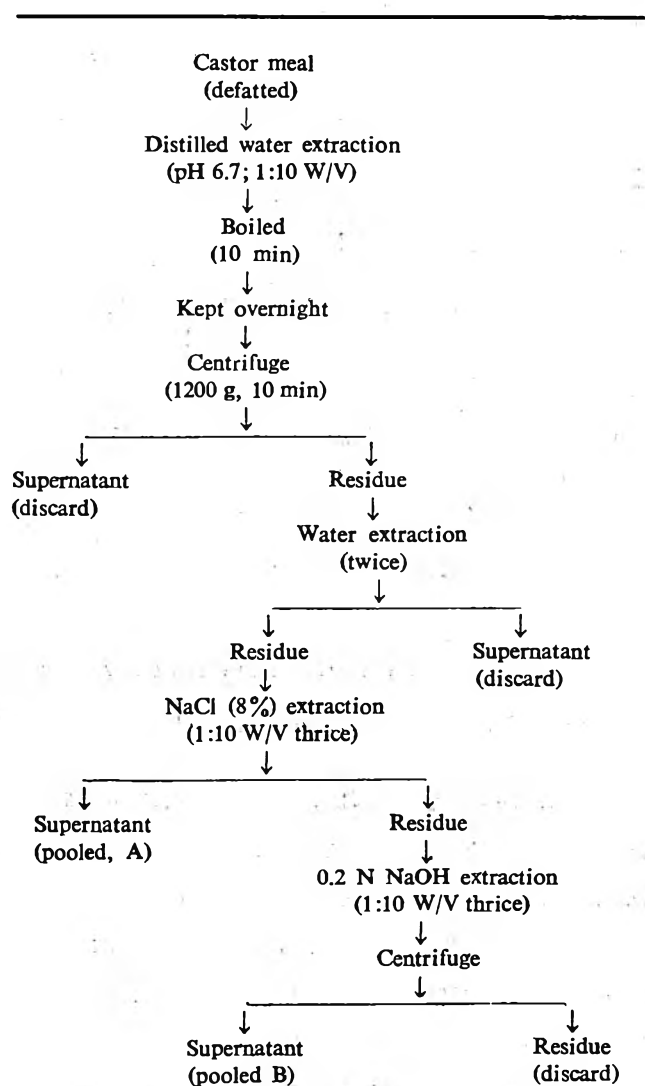 Castor meal
(defatted)
↓
Distilled water extraction
(pH 6.7; 1:10 W/V)
↓
Boiled
(10 min)
↓
Kept overnight
↓
Centrifuge
(1200 g, 10 min)
↓
↓ ↓
Supernatant Residue
(discard) ↓
Water extraction
(twice)
↓
↓ ↓
Residue Supernatant
↓ (discard)
NaCl (8%) extraction
(1:10 W/V thrice)
↓
↓ ↓
Supernatant Residue
(pooled, A) ↓
0.2 N NaOH extraction
(1:10 W/V thrice)
↓
Centrifuge
↓
↓ ↓
Supernatant Residue
(pooled B) (discard)